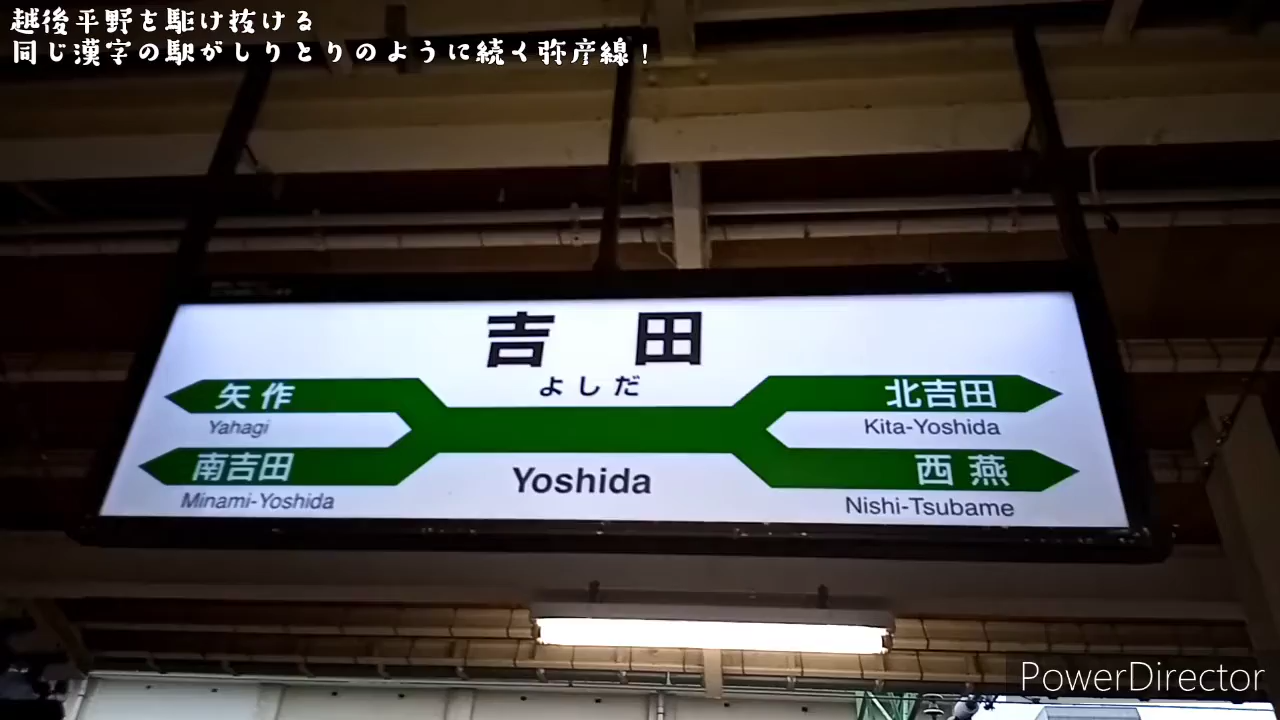 越後平野を駆け抜ける
同じ漢字の駅がしりとりのように続く弥彦線！
吉田
よしだ
矢作
Yahagi
北吉田
Kita-Yoshida
南吉田
Minami-Yoshida
Yoshida
西燕
Nishi-Tsubame
PowerDirector